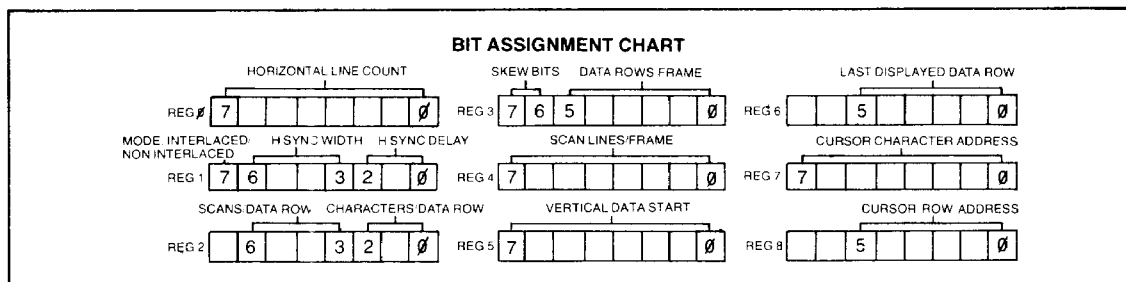 BIT ASSIGNMENT CHART
HORIZONTAL LINE COUNT
REG Ø 7 Ø
MODE: INTERLACED/
NON INTERLACED
H SYNC WIDTH H SYNC DELAY
REG 1 7 6 3 2 Ø
SCANS/DATA ROW CHARACTERS/DATA ROW
REG 2 6 3 2 Ø
SKEW BITS DATA ROWS FRAME
REG 3 7 6 5 Ø
SCAN LINES/FRAME
REG 4 7 Ø
VERTICAL DATA START
REG 5 7 Ø
LAST DISPLAYED DATA ROW
REG 6 5 Ø
CURSOR CHARACTER ADDRESS
REG 7 7 Ø
CURSOR ROW ADDRESS
REG 8 5 Ø